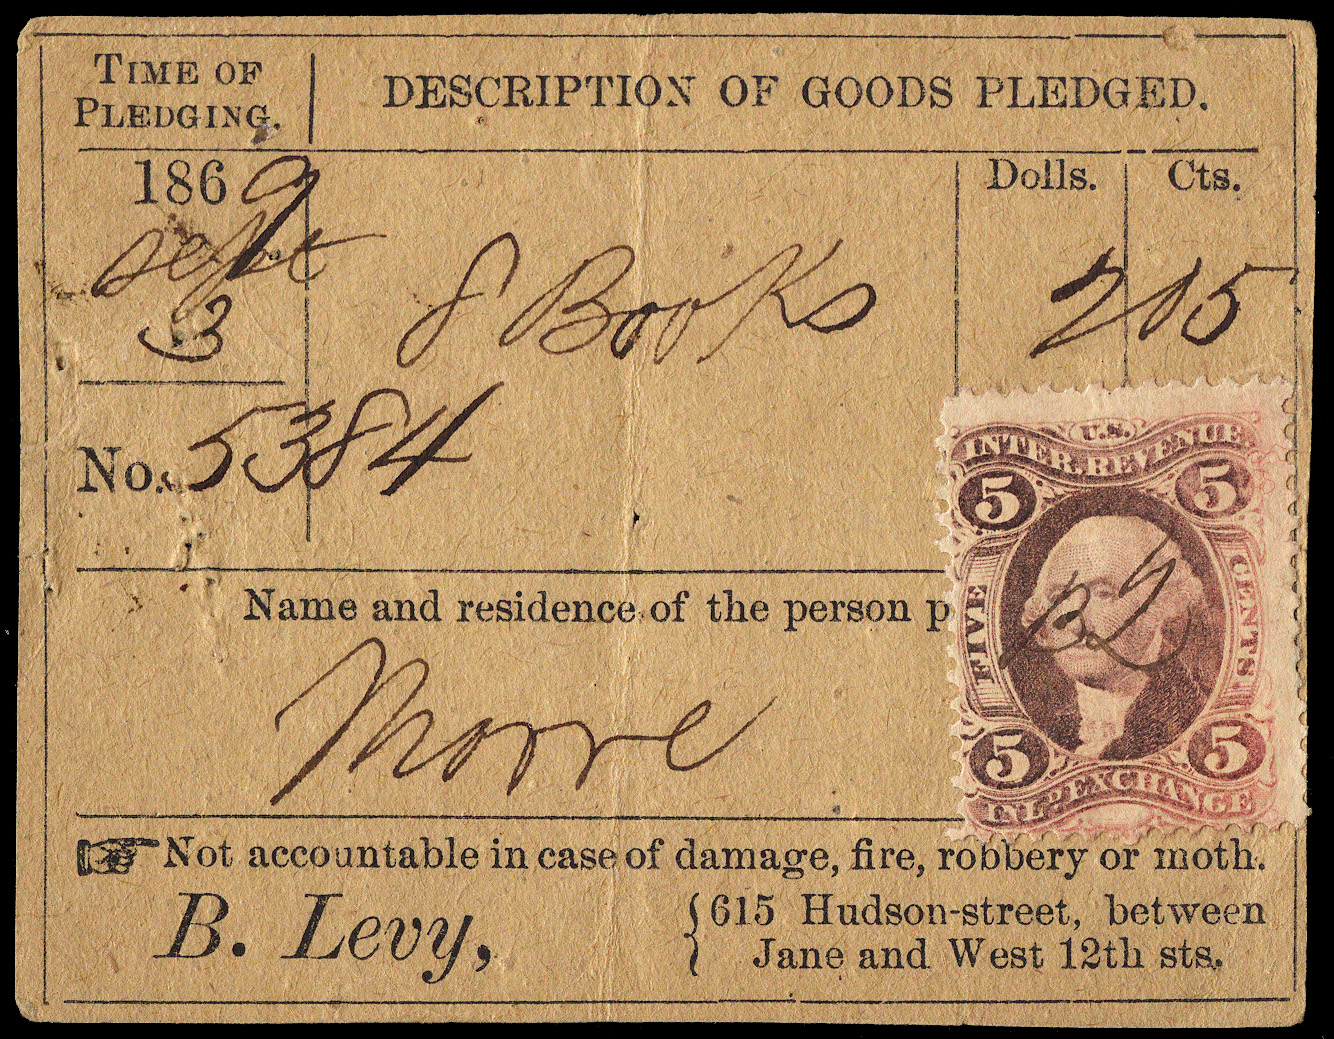 TIME OF PLEDGING.
DESCRIPTION OF GOODS PLEDGED.
Dolls. Cts.
1869
Sept
3
8 Books
2 05
No. 5384
Name and residence of the person p
Moore
U.S.
INTER. REVENUE
5 5
FIVE CENTS
B L
5 5
INL'D EXCHANGE
☞ Not accountable in case of damage, fire, robbery or moth.
B. Levy,
615 Hudson-street, between
Jane and West 12th sts.